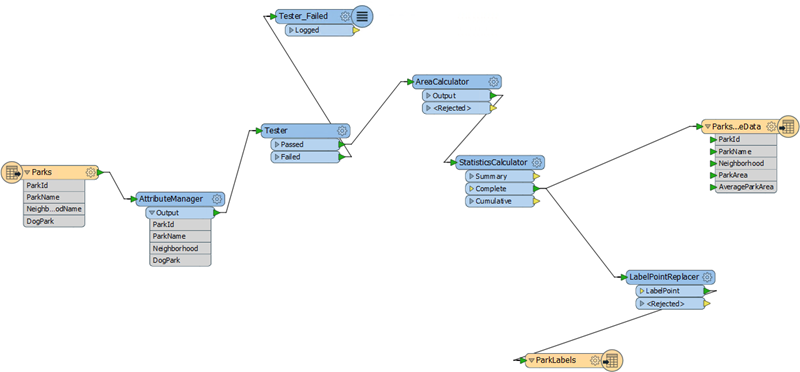 Tester_Failed
Logged
AreaCalculator
Output
<Rejected>
Tester
Passed
Failed
Parks...eData
ParkId
ParkName
Neighborhood
ParkArea
AverageParkArea
StatisticsCalculator
Summary
Complete
Cumulative
Parks
ParkId
ParkName
Neighb...odName
DogPark
AttributeManager
Output
ParkId
ParkName
Neighborhood
DogPark
LabelPointReplacer
LabelPoint
<Rejected>
ParkLabels